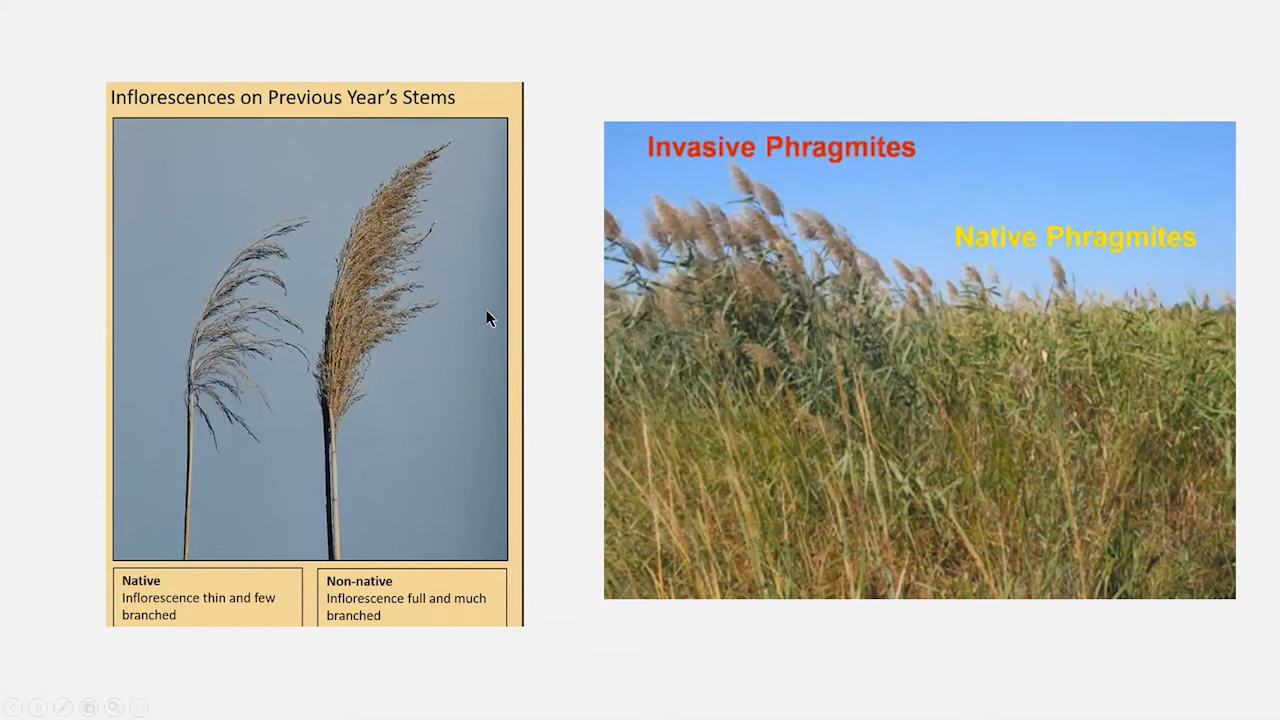 Inflorescences on Previous Year's Stems
Native
Inflorescence thin and few
branched
Non-native
Inflorescence full and much
branched
Invasive Phragmites
Native Phragmites